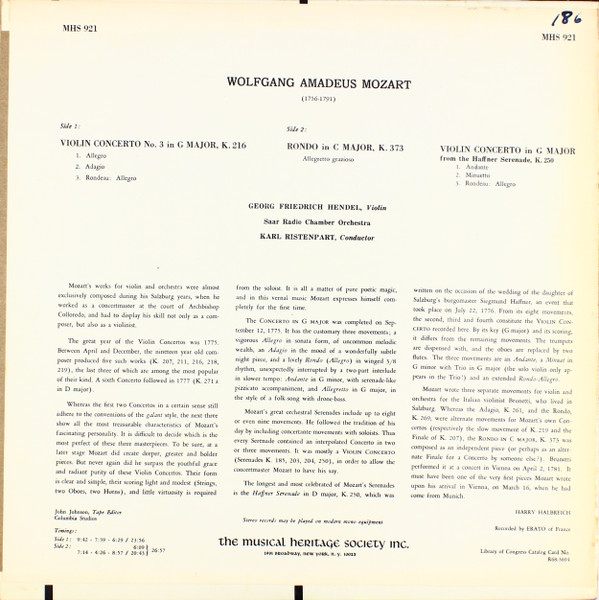 186
MHS 921
MHS 921
WOLFGANG AMADEUS MOZART
(1756-1791)
Side 1:
VIOLIN CONCERTO No. 3 in G MAJOR, K. 216
1. Allegro
2. Adagio
3. Rondeau: Allegro
Side 2:
RONDO in C MAJOR, K. 373
Allegretto grazioso
VIOLIN CONCERTO in G MAJOR
from the Haffner Serenade, K. 250
1. Andante
2. Menuetto
3. Rondeau: Allegro
GEORG FRIEDRICH HENDEL, Violin
Saar Radio Chamber Orchestra
KARL RISTENPART, Conductor
Mozart's works for violin and orchestra were almost
exclusively composed during his Salzburg years, when he
worked as a concertmaster at the court of Archbishop
Colloredo, and had to display his skill not only as a com-
poser, but also as a violinist.
The great year of the Violin Concertos was 1775.
Between April and December, the nineteen year old com-
poser produced five such works (K. 207, 211, 216, 218,
219), the last three of which are among the most popular
of their kind. A sixth Concerto followed in 1777 (K. 271 a
in D major).
Whereas the first two Concertos in a certain sense still
adhere to the conventions of the galant style, the next three
show all the most treasurable characteristics of Mozart's
fascinating personality. It is difficult to decide which is the
most perfect of these three masterpieces. To be sure, at a
later stage Mozart did create deeper, greater and bolder
pieces. But never again did he surpass the youthful grace
and radiant purity of these Violin Concertos. Their form
is clear and simple, their scoring light and modest (Strings,
two Oboes, two Horns), and little virtuosity is required
from the soloist. It is all a matter of pure poetic magic,
and in this vernal music Mozart expresses himself com-
pletely for the first time.
The CONCERTO IN G MAJOR was completed on Sep-
tember 12, 1775. It has the customary three movements; a
vigorous Allegro in sonata form, of uncommon melodic
wealth, an Adagio in the mood of a wonderfully subtle
night piece, and a lively Rondo (Allegro) in winged 3/8
rhythm, unexpectedly interrupted by a two-part interlude
in slower tempo: Andante in G minor, with serenade-like
pizzicato accompaniment, and Allegretto in G major, in
the style of a folk-song with drone-bass.
Mozart's great orchestral Serenades include up to eight
or even nine movements. He followed the tradition of his
day by including concertante movements with soloists. Thus
every Serenade contained an interpolated Concerto in two
or three movements. It was mostly a VIOLIN CONCERTO
(Serenades K. 185, 203, 204, 250), in order to allow the
concertmaster Mozart to have his say.
The longest and most celebrated of Mozart's Serenades
is the Haffner Serenade in D major, K. 250, which was
written on the occasion of the wedding of the daughter of
Salzburg's burgomaster Siegmund Haffner, an event that
took place on July 22, 1776. From its eight movements,
the second, third and fourth constitute the VIOLIN CON-
CERTO recorded here. By its key (G major) and its scoring,
it differs from the remaining movements. The trumpets
are dispensed with, and the oboes are replaced by two
flutes. The three movements are an Andante, a Menuet in
G minor with Trio in G major (the solo violin only ap-
pears in the Trio!) and an extended Rondo-Allegro.
Mozart wrote three separate movements for violin and
orchestra for the Italian violinist Brunetti, who lived in
Salzburg. Whereas the Adagio, K. 261, and the Rondo,
K. 269, were alternate movements for Mozart's own Con-
certos (respectively the slow movement of K. 219 and the
Finale of K. 207), the RONDO IN C MAJOR, K. 373 was
composed as an independent piece (or perhaps as an alter-
nate Finale for a Concerto by someone else?). Brunetti
performed it at a concert in Vienna on April 2, 1781. It
must have been one of the very first pieces Mozart wrote
upon his arrival in Vienna, on March 16, when he had
come from Munich.
HARRY HALBREICH
Recorded by ERATO of France
John Johnson, Tape Editor
Columbia Studios
Timings:
Side 1: 9:12 - 7:59 - 6:28 / 23:56
Side 2: 6:09
7:14 - 4:26 - 8:57 / 20:43 26:57
Stereo records may be played on modern mono equipment
the musical heritage society inc.
1991 BROADWAY, NEW YORK, N. Y. 10023
Library of Congress Catalog Card No.